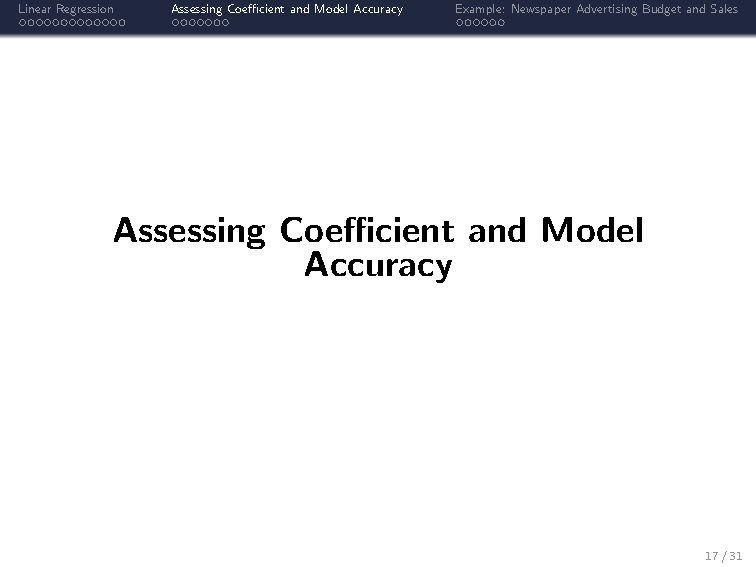 Linear Regression
Assessing Coefficient and Model Accuracy
Example: Newspaper Advertising Budget and Sales
Assessing Coefficient and Model
Accuracy
17 / 31